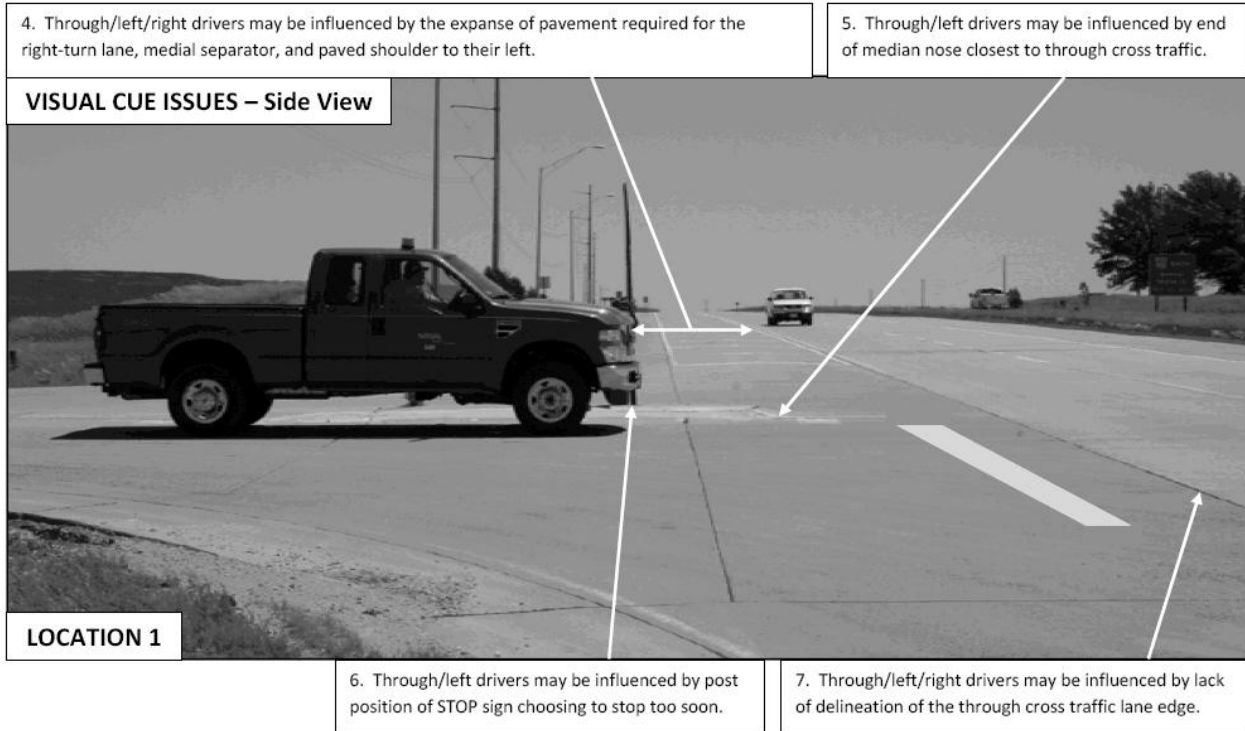 4. Through/left/right drivers may be influenced by the expanse of pavement required for the
right-turn lane, medial separator, and paved shoulder to their left.
5. Through/left drivers may be influenced by end
of median nose closest to through cross traffic.
VISUAL CUE ISSUES – Side View
LOCATION 1
6. Through/left/right drivers may be influenced by post
position of STOP sign choosing to stop too soon.
7. Through/left/right drivers may be influenced by lack
of delineation of the through cross traffic lane edge.